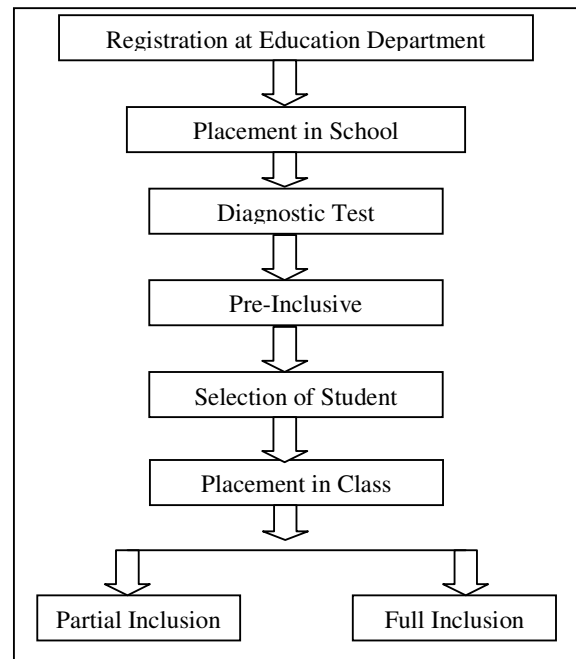 Registration at Education Department
Placement in School
Diagnostic Test
Pre-Inclusive
Selection of Student
Placement in Class
Partial Inclusion
Full Inclusion